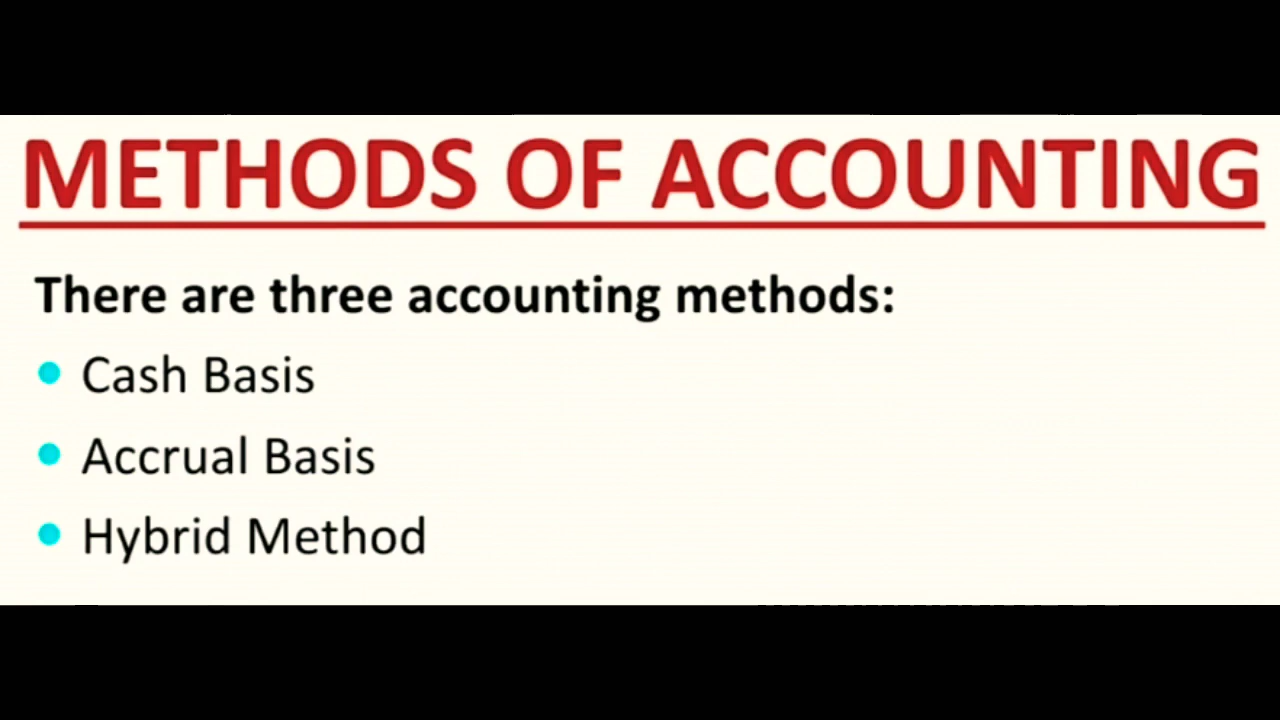 METHODS OF ACCOUNTING
There are three accounting methods:
Cash Basis
Accrual Basis
Hybrid Method